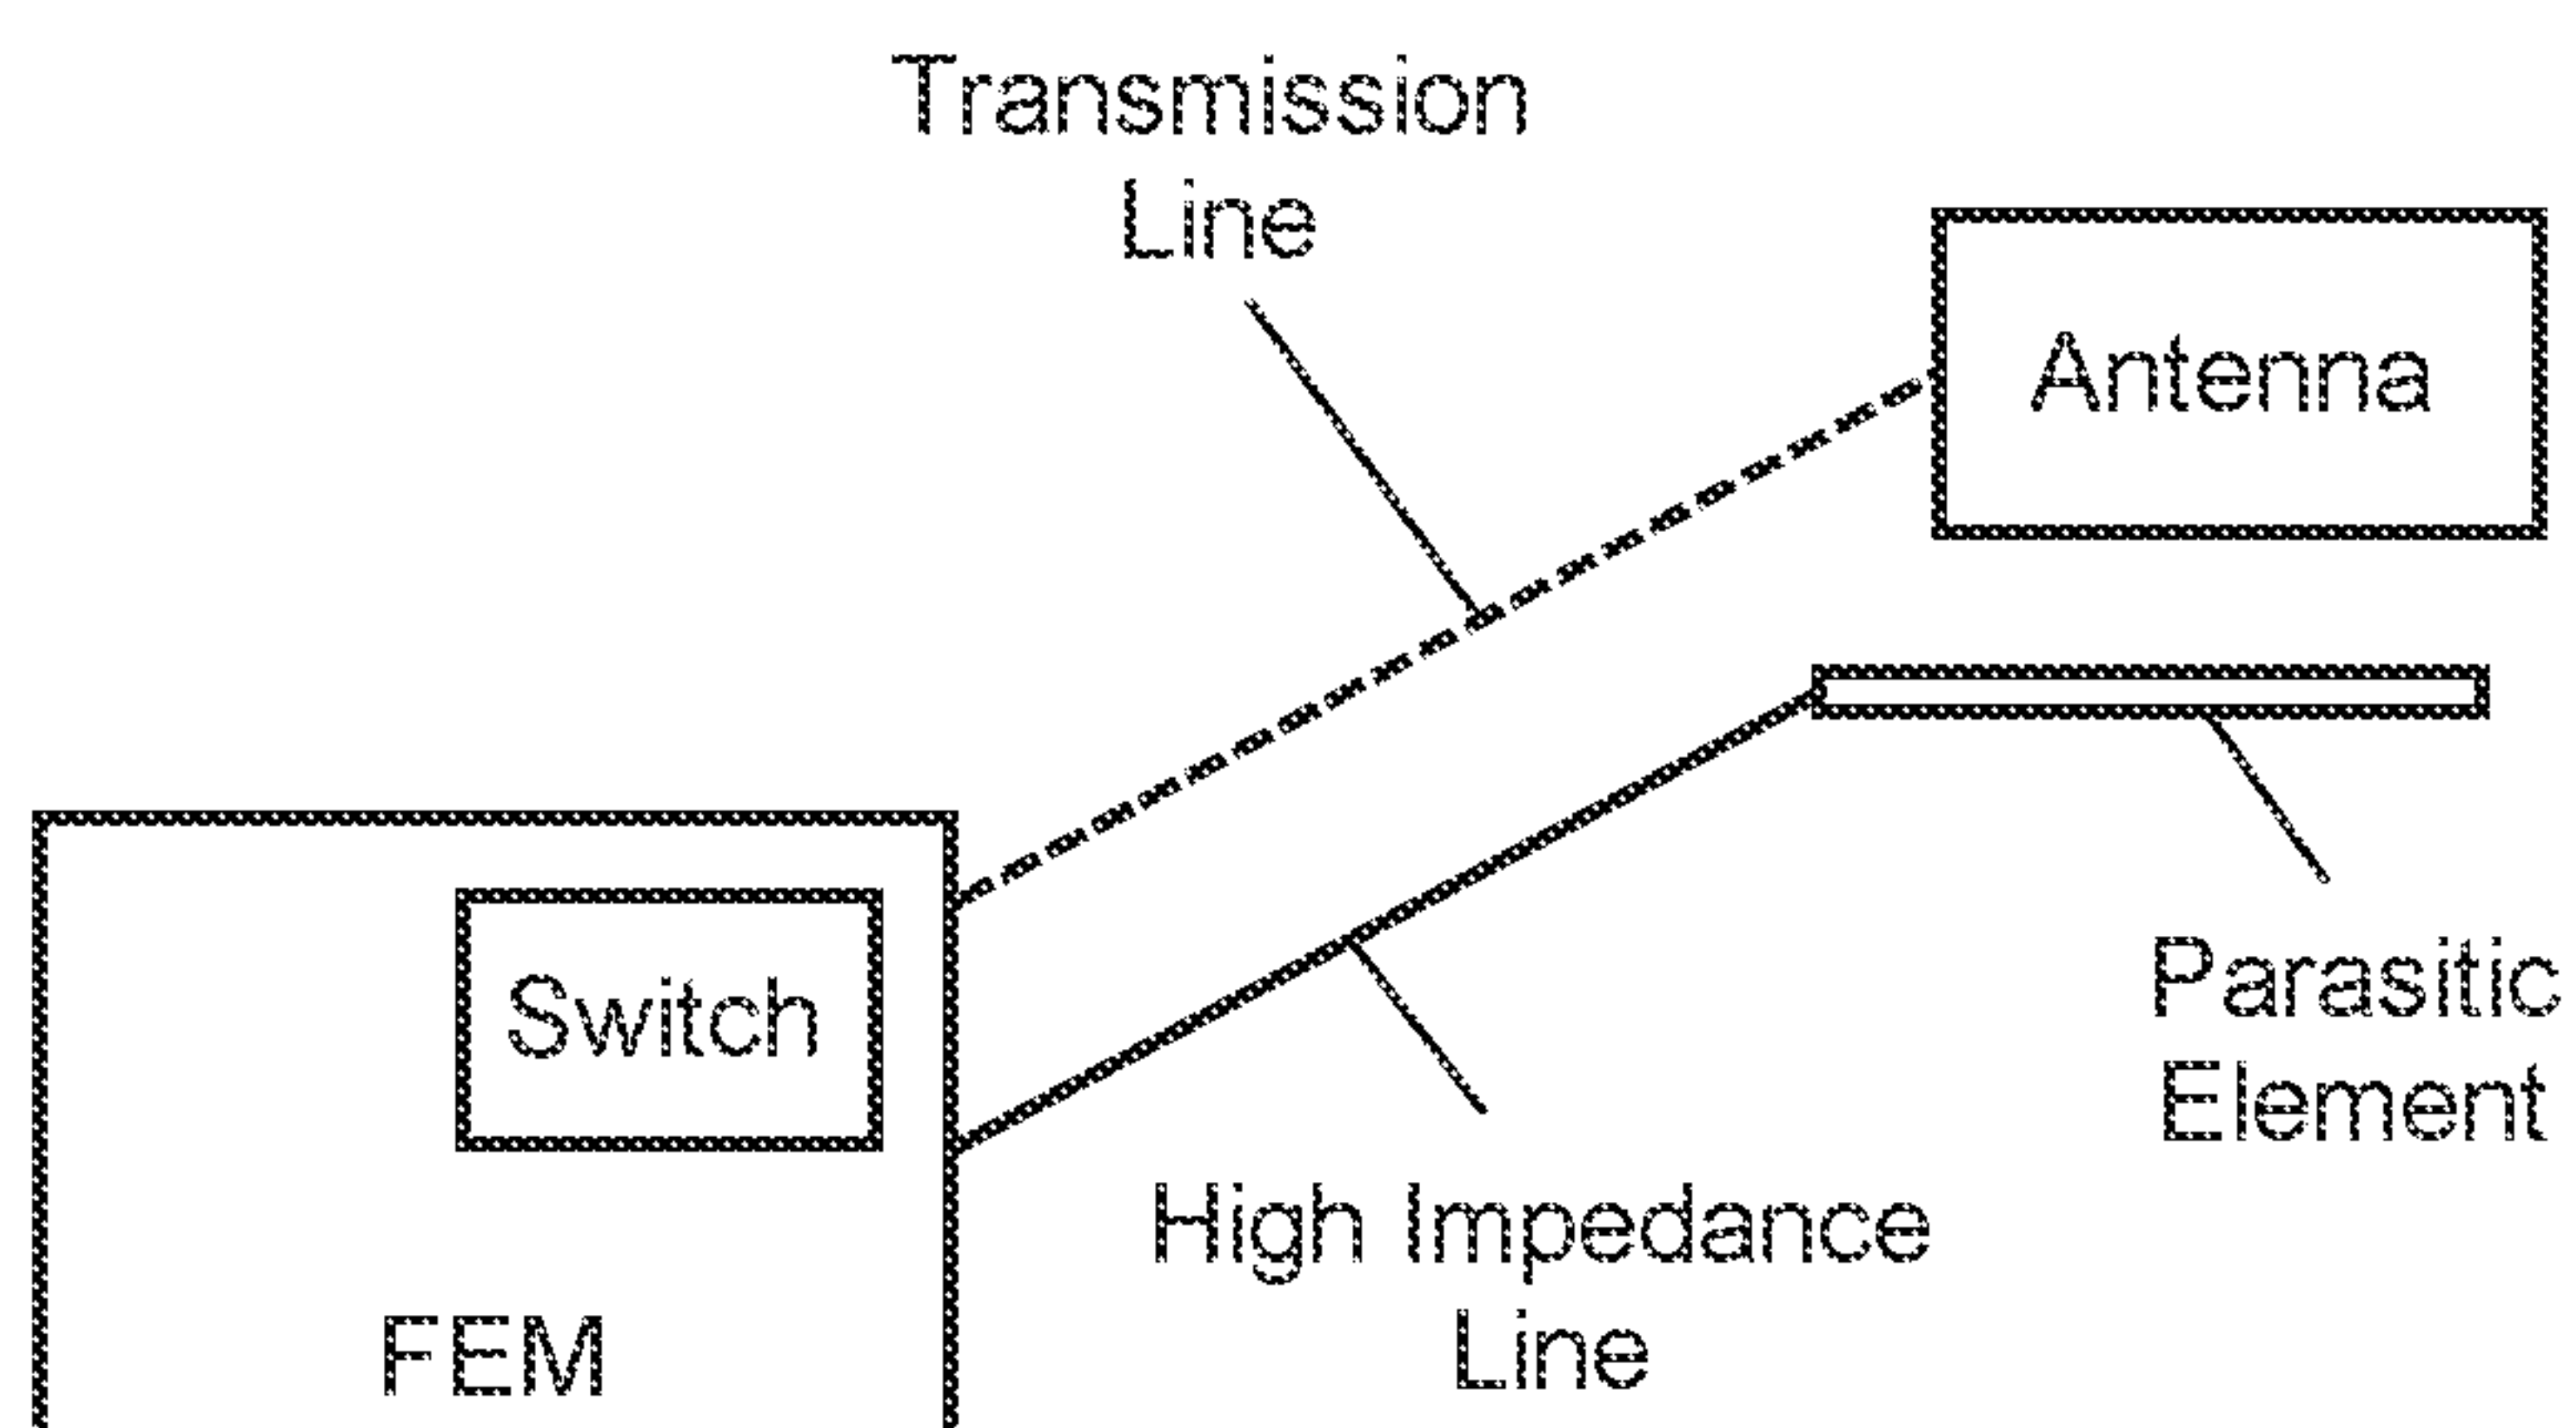 Transmission
Line
Antenna
Switch
Parasitic
Element
High Impedance
Line
FEM